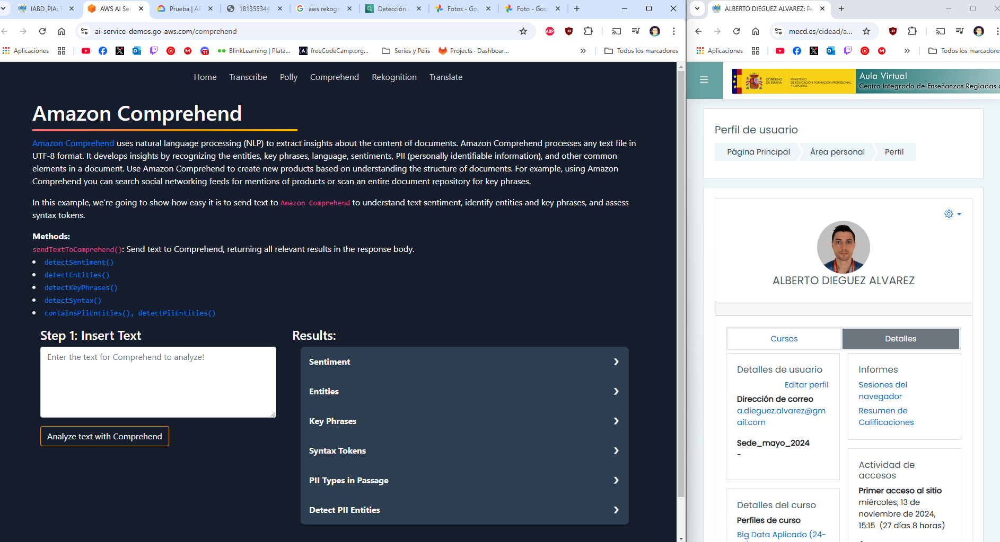 IABD_PIA: T
AWS AI Ser
Prueba | AP
181355344
aws rekogn
Detección d
Fotos - Goo
Foto - Goo
ai-service-demos.go-aws.com/comprehend
Aplicaciones
BlinkLearning | Plata...
freeCodeCamp.org...
Series y Pelis
Projects · Dashboar...
Todos los marcadores
Home
Transcribe
Polly
Comprehend
Rekognition
Translate
Amazon Comprehend
Amazon Comprehend uses natural language processing (NLP) to extract insights about the content of documents. Amazon Comprehend processes any text file in
UTF-8 format. It develops insights by recognizing the entities, key phrases, language, sentiments, PII (personally identifiable information), and other common
elements in a document. Use Amazon Comprehend to create new products based on understanding the structure of documents. For example, using Amazon
Comprehend you can search social networking feeds for mentions of products or scan an entire document repository for key phrases.
In this example, we're going to show how easy it is to send text to Amazon Comprehend to understand text sentiment, identify entities and key phrases, and assess
syntax tokens.
Methods:
sendTextToComprehend(): Send text to Comprehend, returning all relevant results in the response body.
detectSentiment()
detectEntities()
detectKeyPhrases()
detectSyntax()
containsPiiEntities(), detectPiiEntities()
Step 1: Insert Text
Enter the text for Comprehend to analyze!
Analyze text with Comprehend
Results:
Sentiment
Entities
Key Phrases
Syntax Tokens
PII Types in Passage
Detect PII Entities
ALBERTO DIEGUEZ ALVAREZ: Pe
mecd.es/cidead/a...
Aplicaciones
Todos los marcadores
GOBIERNO
DE ESPAÑA
MINISTERIO
DE EDUCACIÓN, FORMACIÓN PROFESIONAL
Y DEPORTES
Aula Virtual
Centro Integrado de Enseñanzas Regladas
Perfil de usuario
Página Principal
Área personal
Perfil
ALBERTO DIEGUEZ ALVAREZ
Cursos
Detalles
Detalles de usuario
Editar perfil
Dirección de correo
a.dieguez.alvarez@gm
ail.com
Sede_mayo_2024
-
Detalles del curso
Perfiles de curso
Big Data Aplicado (24-
Informes
Sesiones del
navegador
Resumen de
Calificaciones
Actividad de
accesos
Primer acceso al sitio
miércoles, 13 de
noviembre de 2024,
15:15 (27 días 8 horas)